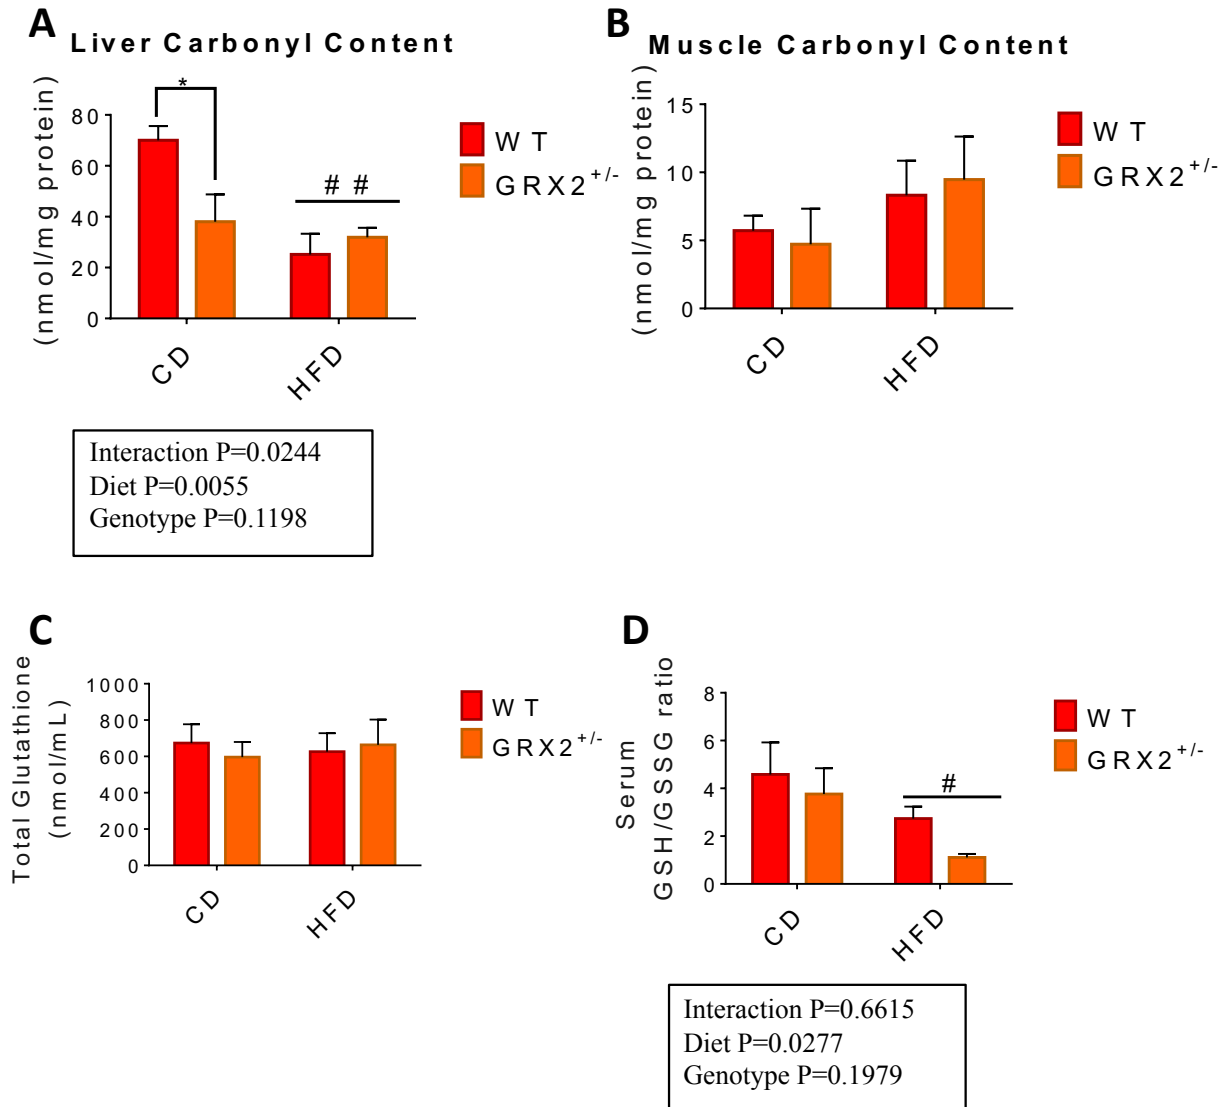 A
Liver Carbonyl Content
(nmol/mg protein)
80
60
40
20
0
*
# #
CD
HFD
WT
GRX2+/-
Interaction P=0.0244
Diet P=0.0055
Genotype P=0.1198
B
Muscle Carbonyl Content
(nmol/mg protein)
15
10
5
0
CD
HFD
WT
GRX2+/-
C
Total Glutathione
(nmol/mL)
1000
800
600
400
200
0
CD
HFD
WT
GRX2+/-
D
Serum
GSH/GSSG ratio
8
6
4
2
0
#
CD
HFD
WT
GRX2+/-
Interaction P=0.6615
Diet P=0.0277
Genotype P=0.1979